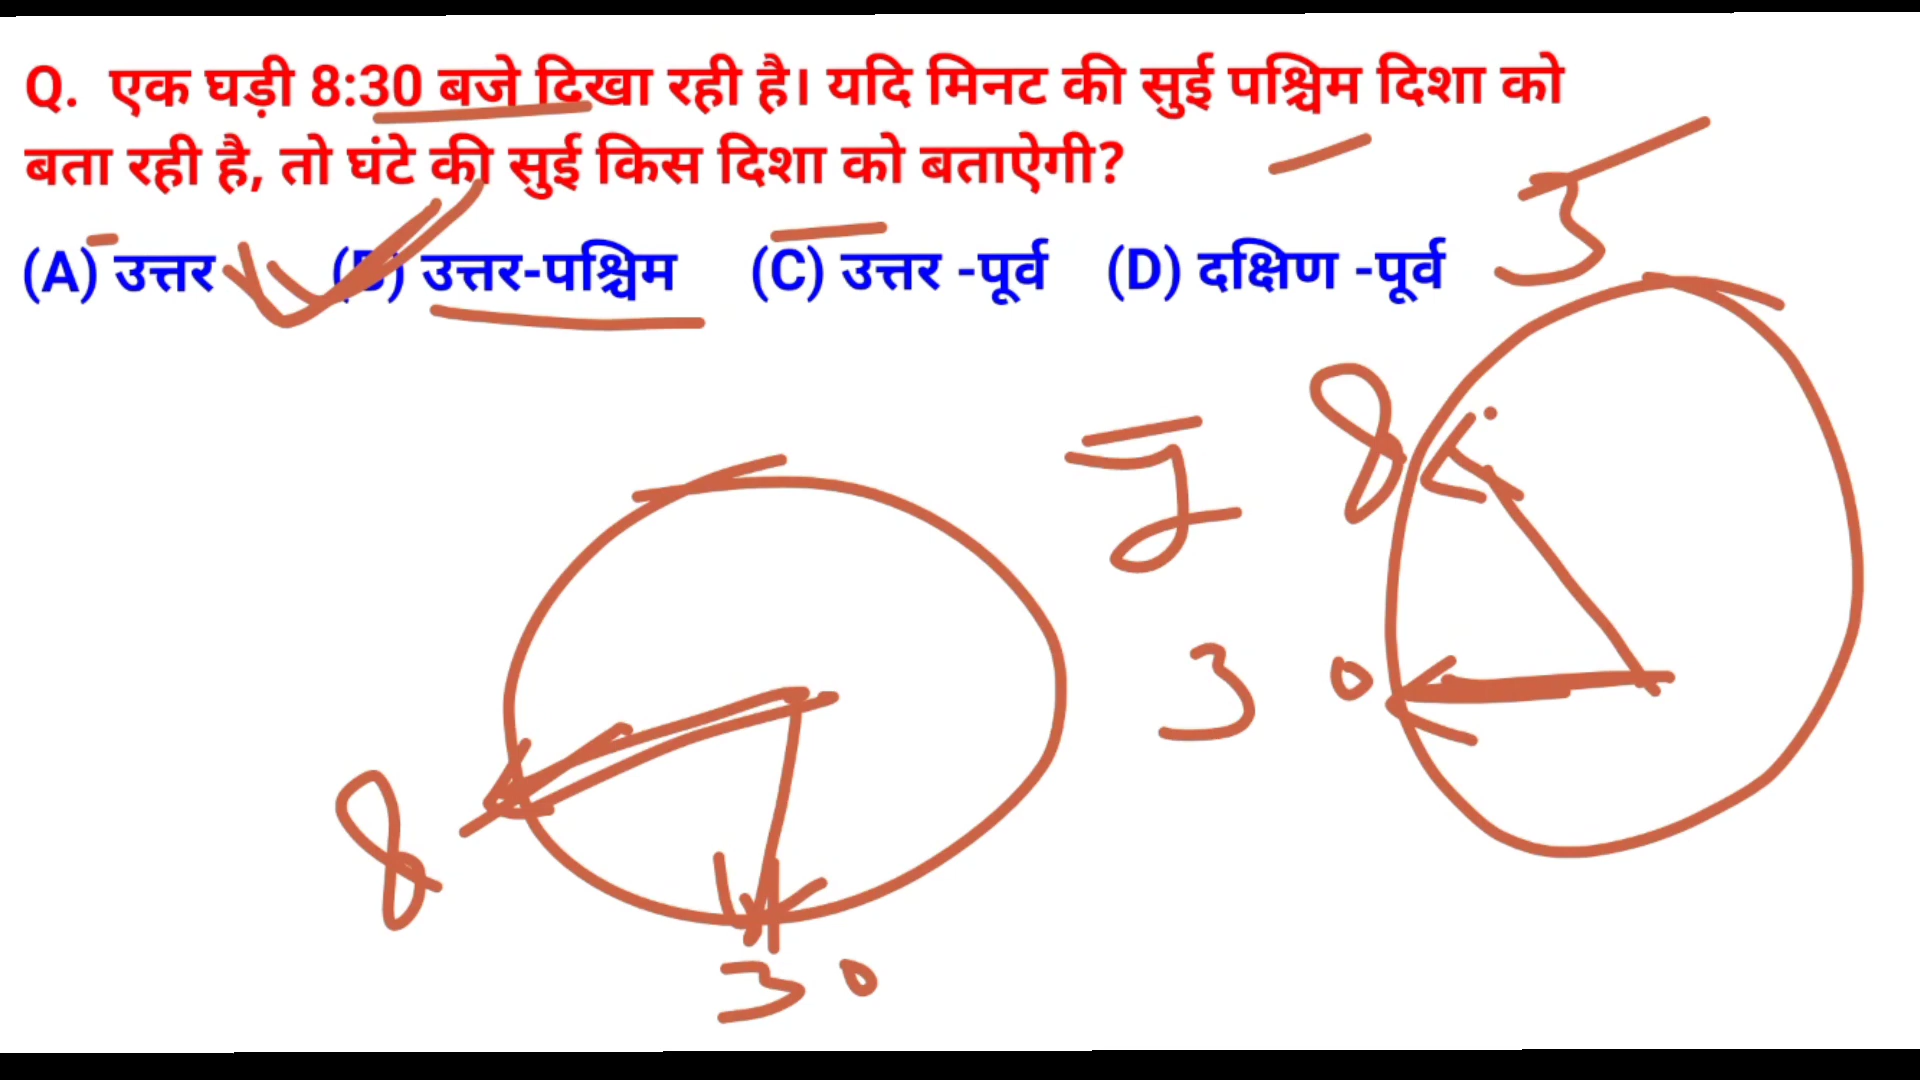 Q. एक घड़ी 8:30 बजे दिखा रही है। यदि मिनट की सुई पश्चिम दिशा को
बता रही है, तो घंटे की सुई किस दिशा को बताऐगी?
(A) उत्तर (B) उत्तर-पश्चिम (C) उत्तर -पूर्व (D) दक्षिण -पूर्व
उ
8
30
8
30